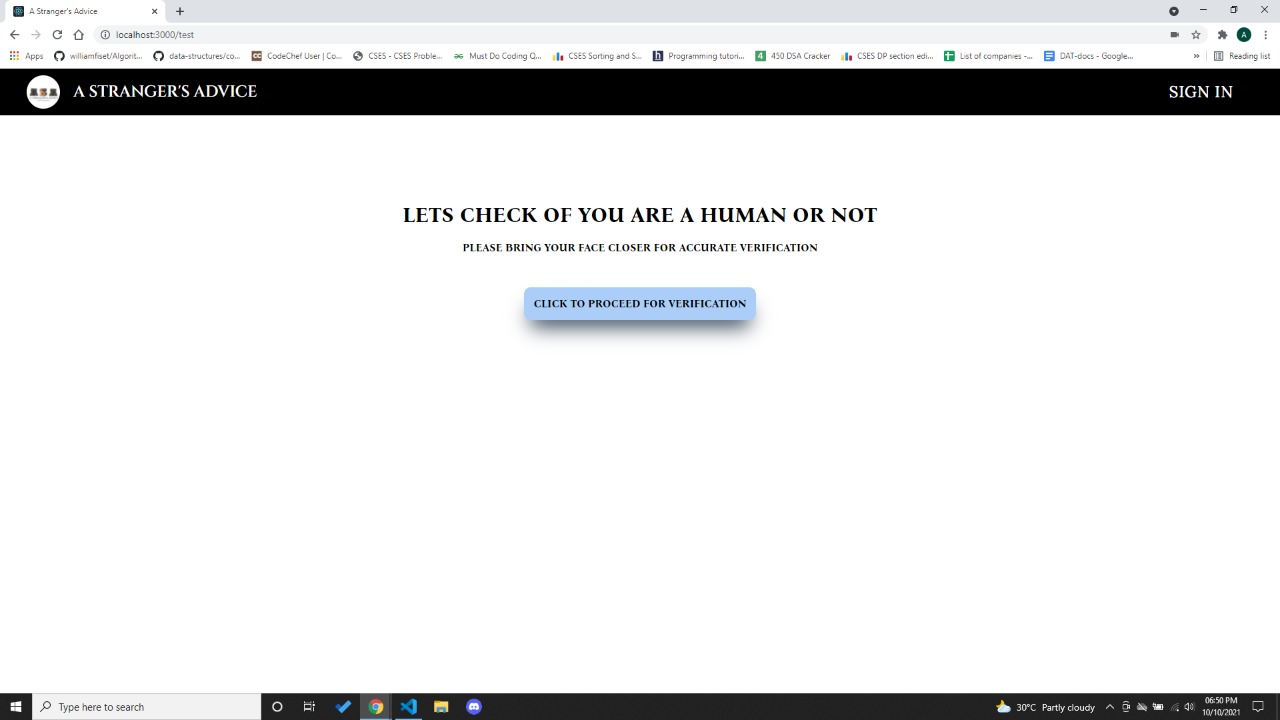 A Stranger's Advice
localhost:3000/test
Apps
williamfiset/Algorit...
data-structures/co...
CodeChef User | Co...
CSES - CSES Proble...
Must Do Coding Q...
CSES Sorting and S...
Programming tutori...
450 DSA Cracker
CSES DP section edi...
List of companies -...
DAT-docs - Google...
»
Reading list
A STRANGER'S ADVICE
SIGN IN
LETS CHECK OF YOU ARE A HUMAN OR NOT
PLEASE BRING YOUR FACE CLOSER FOR ACCURATE VERIFICATION
CLICK TO PROCEED FOR VERIFICATION
Type here to search
30°C Partly cloudy
06:50 PM
10/10/2021